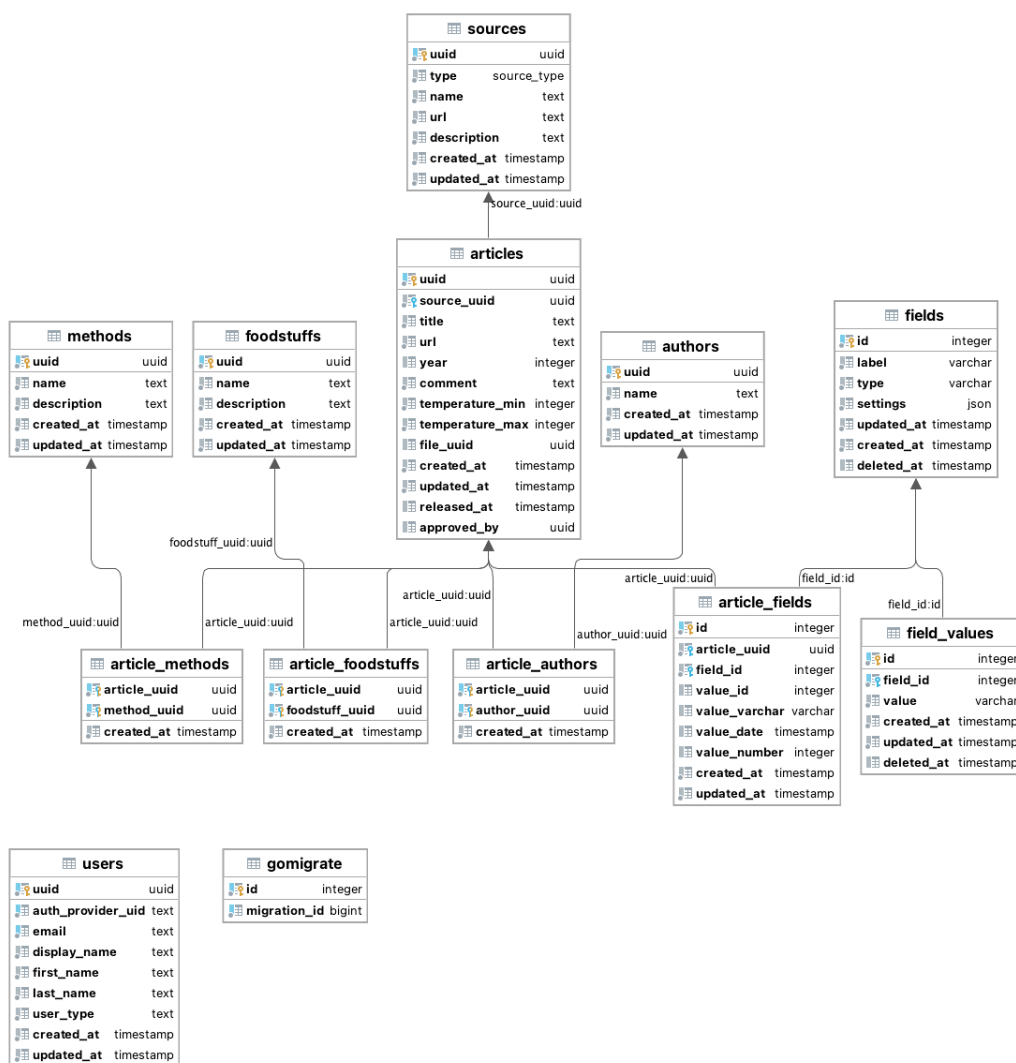 sources
uuid uuid
type source_type
name text
url text
description text
created_at timestamp
updated_at timestamp
source_uuid:uuid
articles
uuid uuid
source_uuid uuid
title text
url text
year integer
comment text
temperature_min integer
temperature_max integer
file_uuid uuid
created_at timestamp
updated_at timestamp
released_at timestamp
approved_by uuid
methods
uuid uuid
name text
description text
created_at timestamp
updated_at timestamp
foodstuffs
uuid uuid
name text
description text
created_at timestamp
updated_at timestamp
authors
uuid uuid
name text
created_at timestamp
updated_at timestamp
fields
id integer
label varchar
type varchar
settings json
updated_at timestamp
created_at timestamp
deleted_at timestamp
foodstuff_uuid:uuid
method_uuid:uuid
article_uuid:uuid
article_uuid:uuid
article_uuid:uuid
author_uuid:uuid
article_uuid:uuid
field_id:id
field_id:id
article_methods
article_uuid uuid
method_uuid uuid
created_at timestamp
article_foodstuffs
article_uuid uuid
foodstuff_uuid uuid
created_at timestamp
article_authors
article_uuid uuid
author_uuid uuid
created_at timestamp
article_fields
id integer
article_uuid uuid
field_id integer
value_id integer
value_varchar varchar
value_date timestamp
value_number integer
created_at timestamp
updated_at timestamp
field_values
id integer
field_id integer
value varchar
created_at timestamp
updated_at timestamp
deleted_at timestamp
users
uuid uuid
auth_provider_uid text
email text
display_name text
first_name text
last_name text
user_type text
created_at timestamp
updated_at timestamp
gomigrate
id integer
migration_id bigint